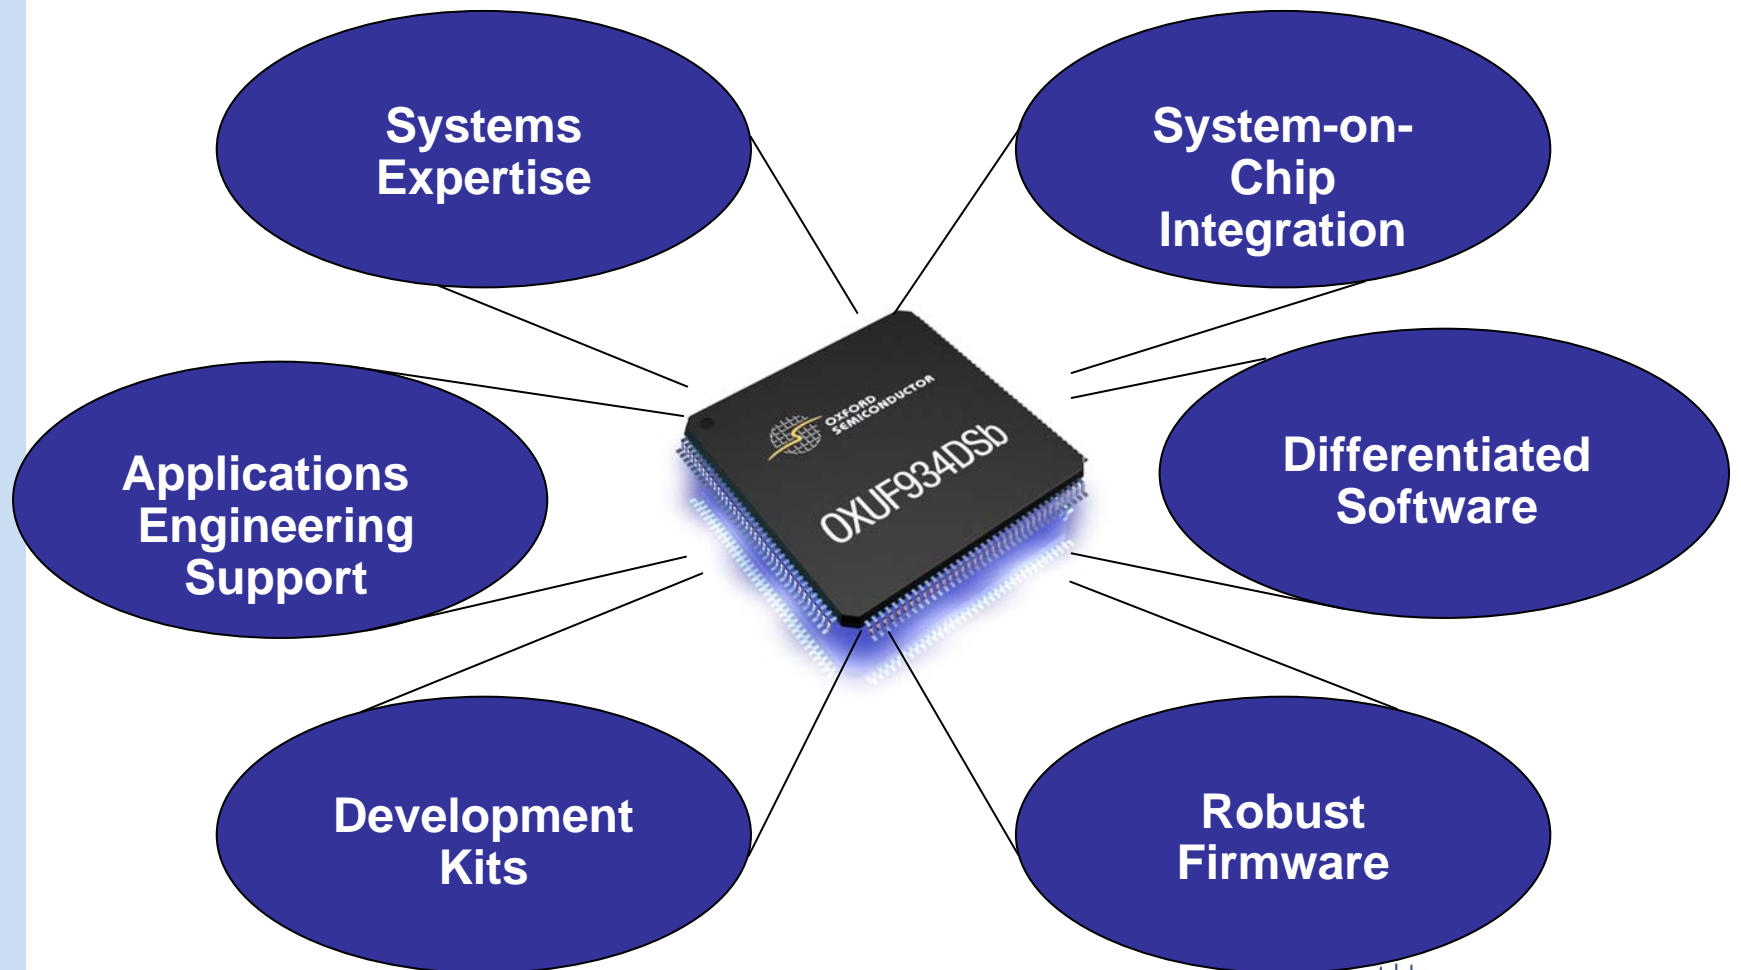 Systems
Expertise
System-on-
Chip
Integration
Applications
Engineering
Support
OXFORD
SEMICONDUCTOR
OXUF934DSb
Differentiated
Software
Development
Kits
Robust
Firmware